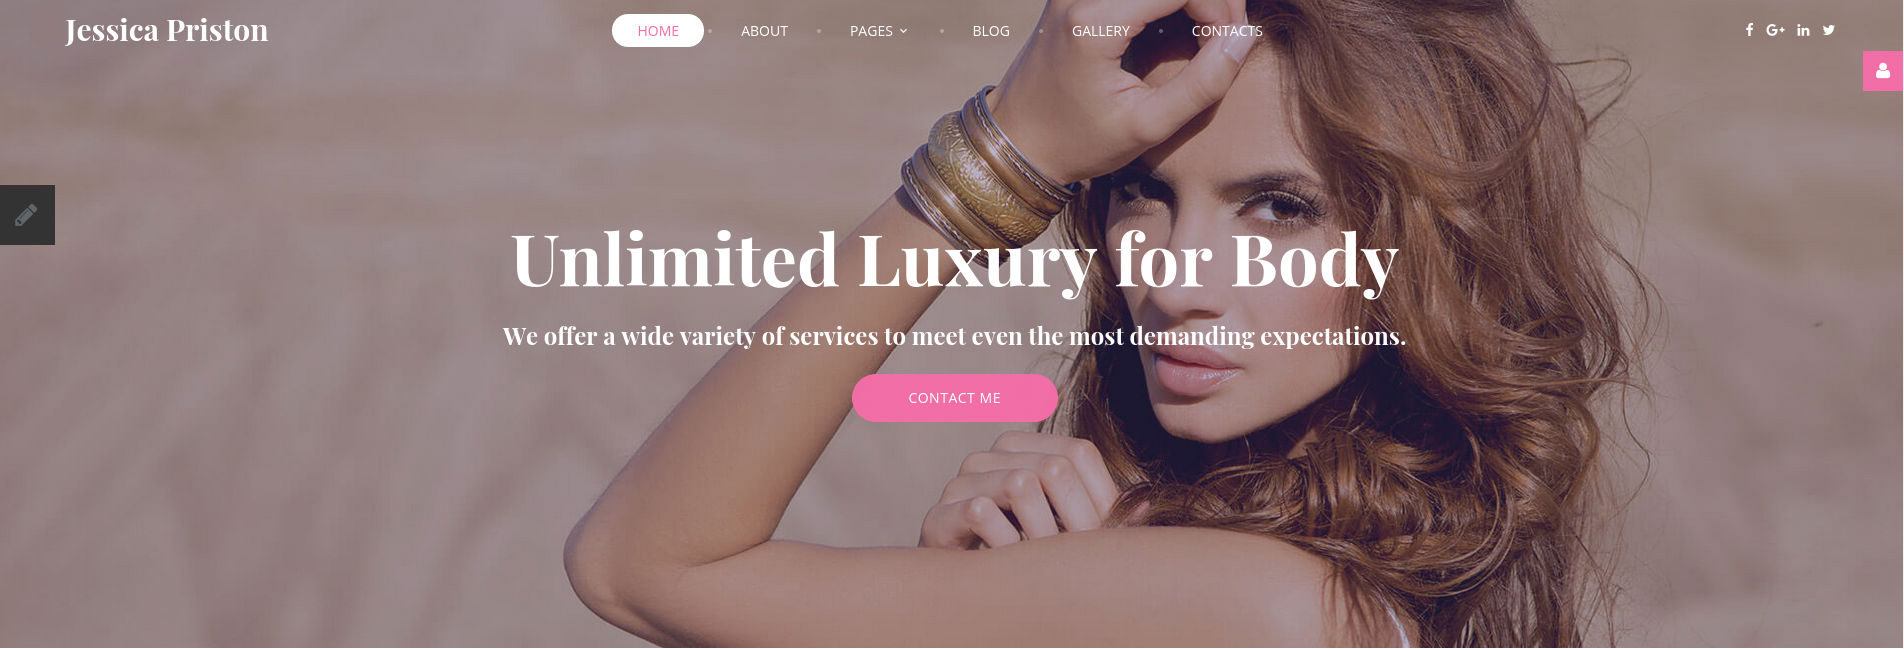 Jessica Priston
HOME
ABOUT
PAGES
BLOG
GALLERY
CONTACTS
Unlimited Luxury for Body
We offer a wide variety of services to meet even the most demanding expectations.
CONTACT ME